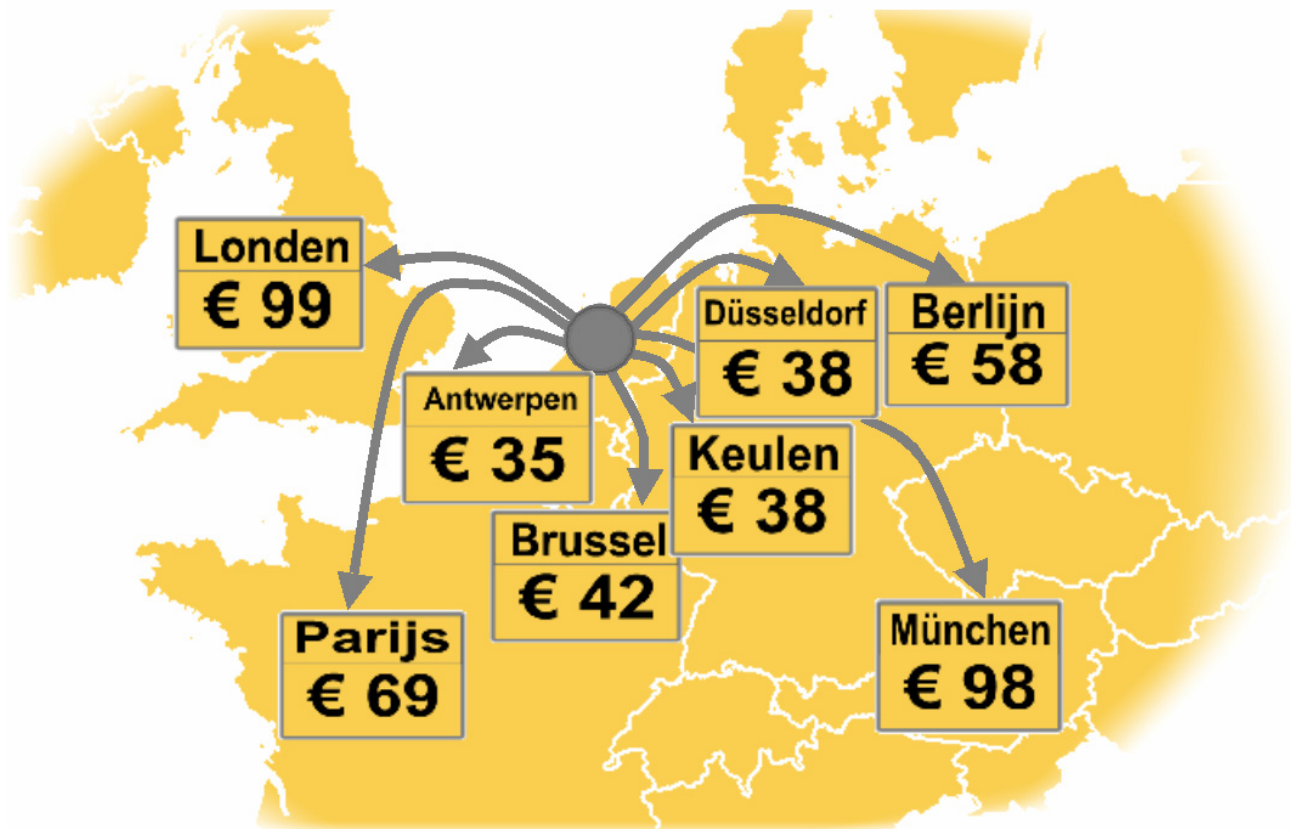 Londen
€ 99
Düsseldorf
€ 38
Berlijn
€ 58
Antwerpen
€ 35
Keulen
€ 38
Brussel
€ 42
Parijs
€ 69
München
€ 98